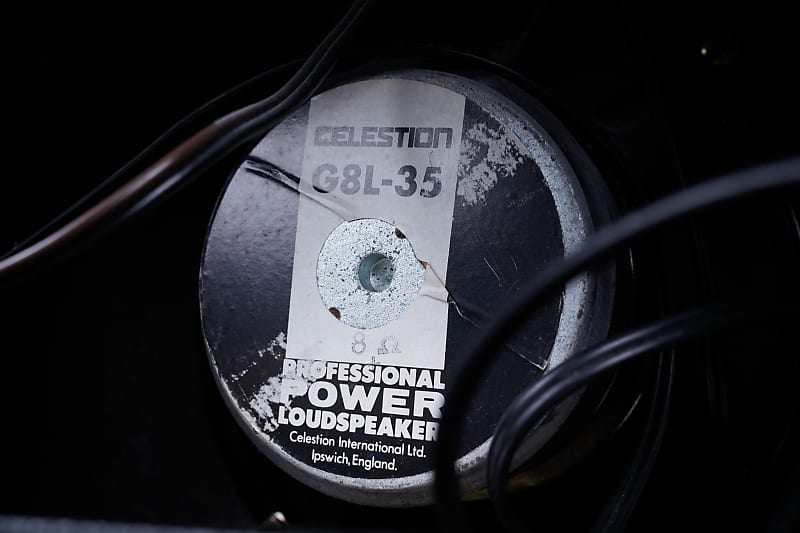 CELESTION
G8L-35
8 Ω
PROFESSIONAL
POWER
LOUDSPEAKER
Celestion International Ltd.
Ipswich, England.